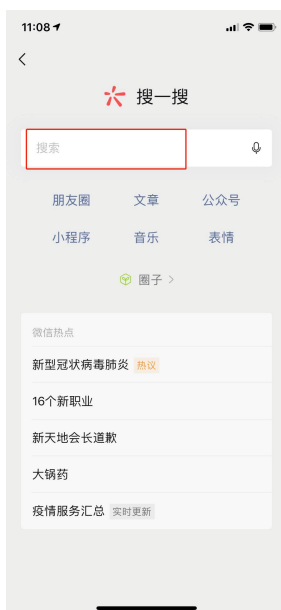 11:08
搜一搜
搜索
朋友圈 文章 公众号
小程序 音乐 表情
圈子
微信热点
新型冠状病毒肺炎 热议
16个新职业
新天地会长道歉
大锅药
疫情服务汇总 实时更新